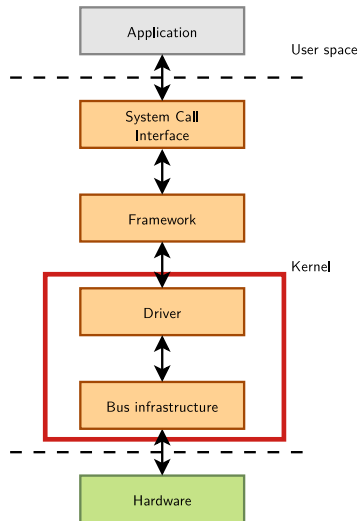 Application
User space
System Call
Interface
Framework
Kernel
Driver
Bus infrastructure
Hardware